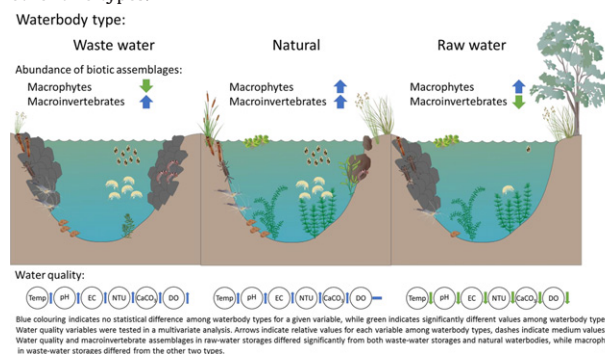 Waterbody type:
Waste water Natural Raw water
Abundance of biotic assemblages:
Macrophytes Macrophytes Macrophytes
Macroinvertebrates Macroinvertebrates Macroinvertebrates
Water quality:
Temp pH EC NTU CaCO₃ DO Temp pH EC NTU CaCO₃ DO Temp pH EC NTU CaCO₃ DO
Blue colouring indicates no statistical difference among waterbody types for a given variable, while green indicates significantly different values among waterbody type
Water quality variables were tested in a multivariate analysis. Arrows indicate relative values for each variable among waterbody types, dashes indicate medium values
Water quality and macroinvertebrate assemblages in raw-water storages differed significantly from both waste-water storages and natural waterbodies, while macroph
in waste-water storages differed from the other two types.